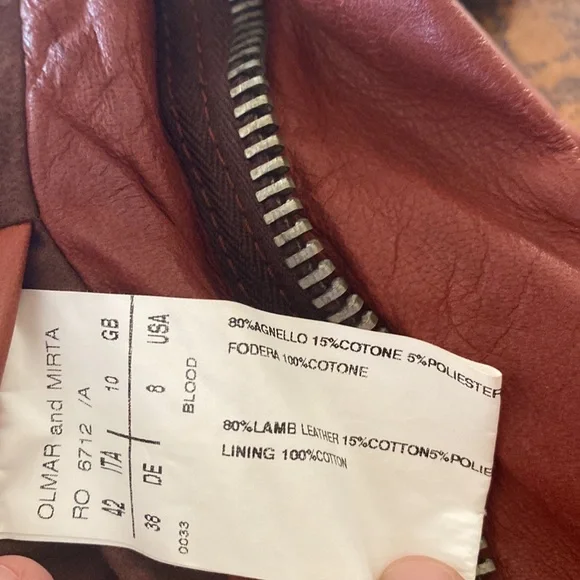 OLMAR and MIRTA
RO 6712 /A
42 ITA / 10 GB
38 DE / 8 USA
BLOOD
0033
80%AGNELLO 15%COTONE 5%POLIESTER
FODERA 100%COTONE
80%LAMB LEATHER 15%COTTON5%POLIE
LINING 100%COTTON